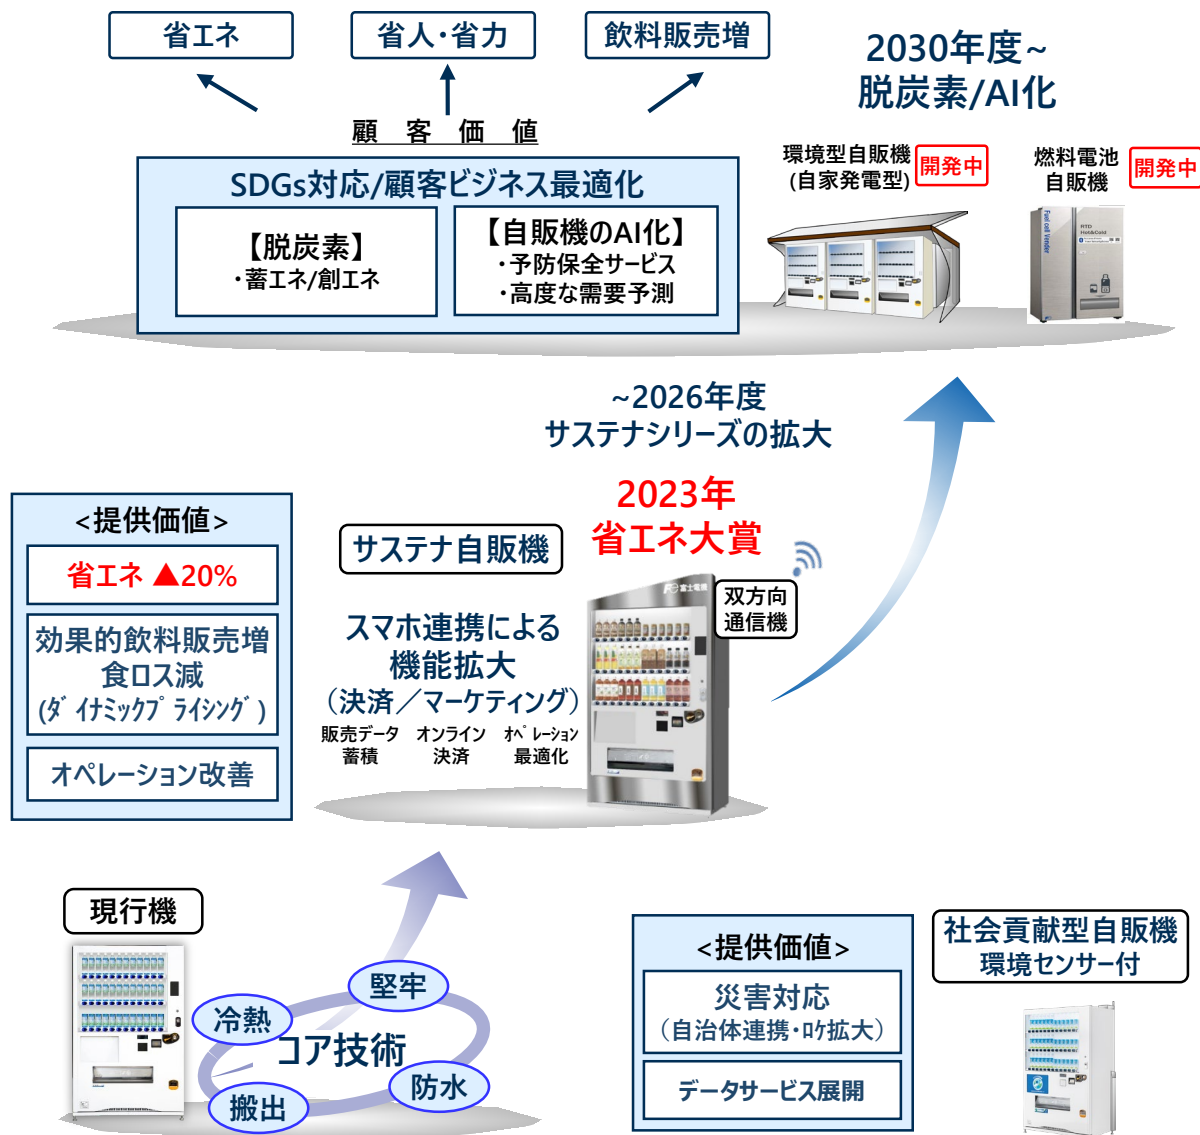 省エネ
省人・省力
飲料販売増
2030年度~
脱炭素/AI化
顧 客 価 値
SDGs対応/顧客ビジネス最適化
【脱炭素】
・蓄エネ/創エネ
【自販機のAI化】
・予防保全サービス
・高度な需要予測
環境型自販機
(自家発電型)
開発中
燃料電池
自販機
開発中
Fuel cell Vender
RTD
Hot&Cold
~2026年度
サステナシリーズの拡大
2023年
省エネ大賞
<提供価値>
省エネ ▲20%
効果的飲料販売増
食ロス減
(ﾀﾞｲﾅﾐｯｸﾌﾟﾗｲｼﾝｸﾞ)
オペレーション改善
サステナ自販機
スマホ連携による
機能拡大
（決済／マーケティング）
販売データ
蓄積
オンライン
決済
ｵﾍﾟﾚｰｼｮﾝ
最適化
富士電機
双方向
通信機
現行機
堅牢
冷熱
コア技術
防水
搬出
<提供価値>
災害対応
（自治体連携・ﾛｹ拡大）
データサービス展開
社会貢献型自販機
環境センサー付